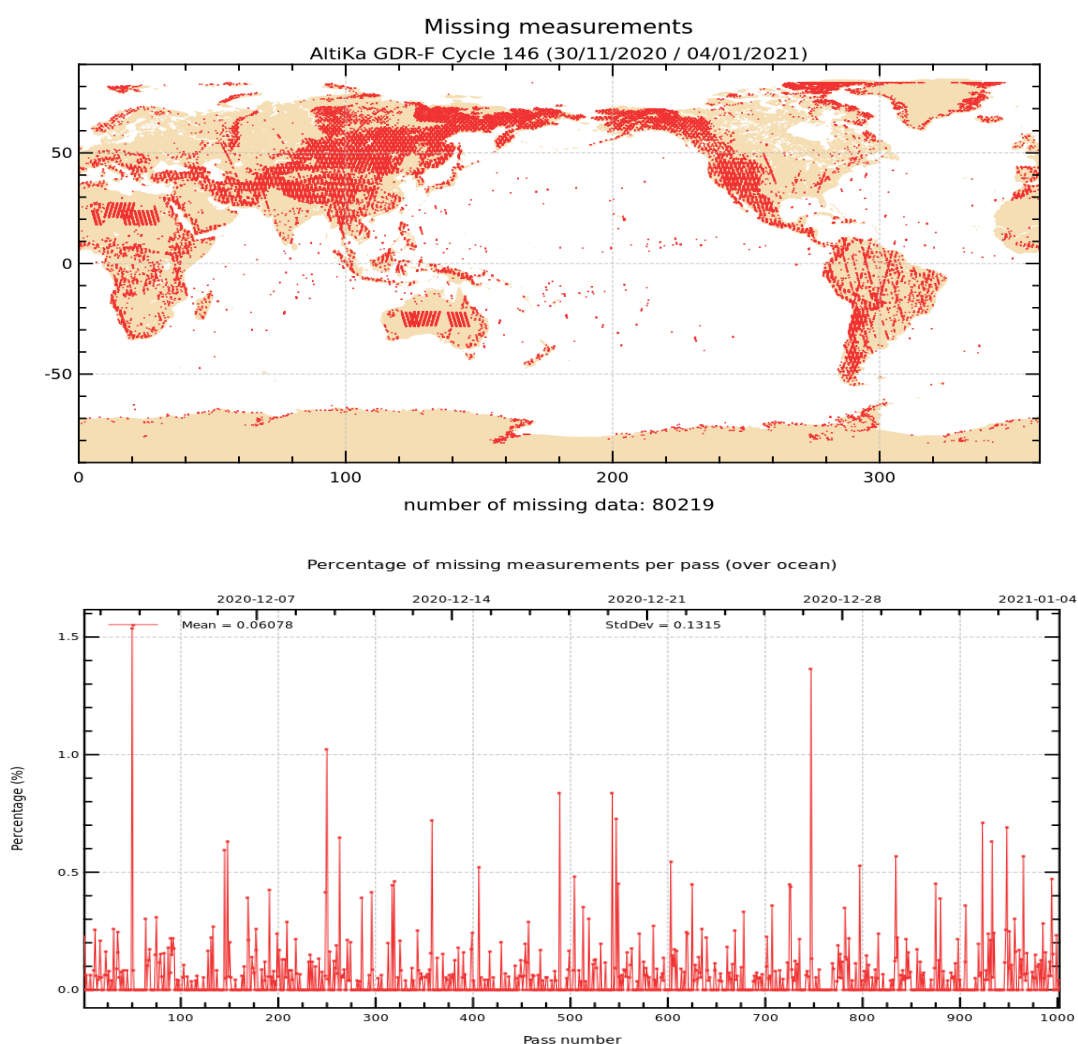 Missing measurements
AltiKa GDR-F Cycle 146 (30/11/2020 / 04/01/2021)
50
0
-50
0 100 200 300
number of missing data: 80219
Percentage of missing measurements per pass (over ocean)
2020-12-07 2020-12-14 2020-12-21 2020-12-28 2021-01-04
Mean = 0.06078 StdDev = 0.1315
1.5
1.0
Percentage (%)
0.5
0.0
100 200 300 400 500 600 700 800 900 1000
Pass number